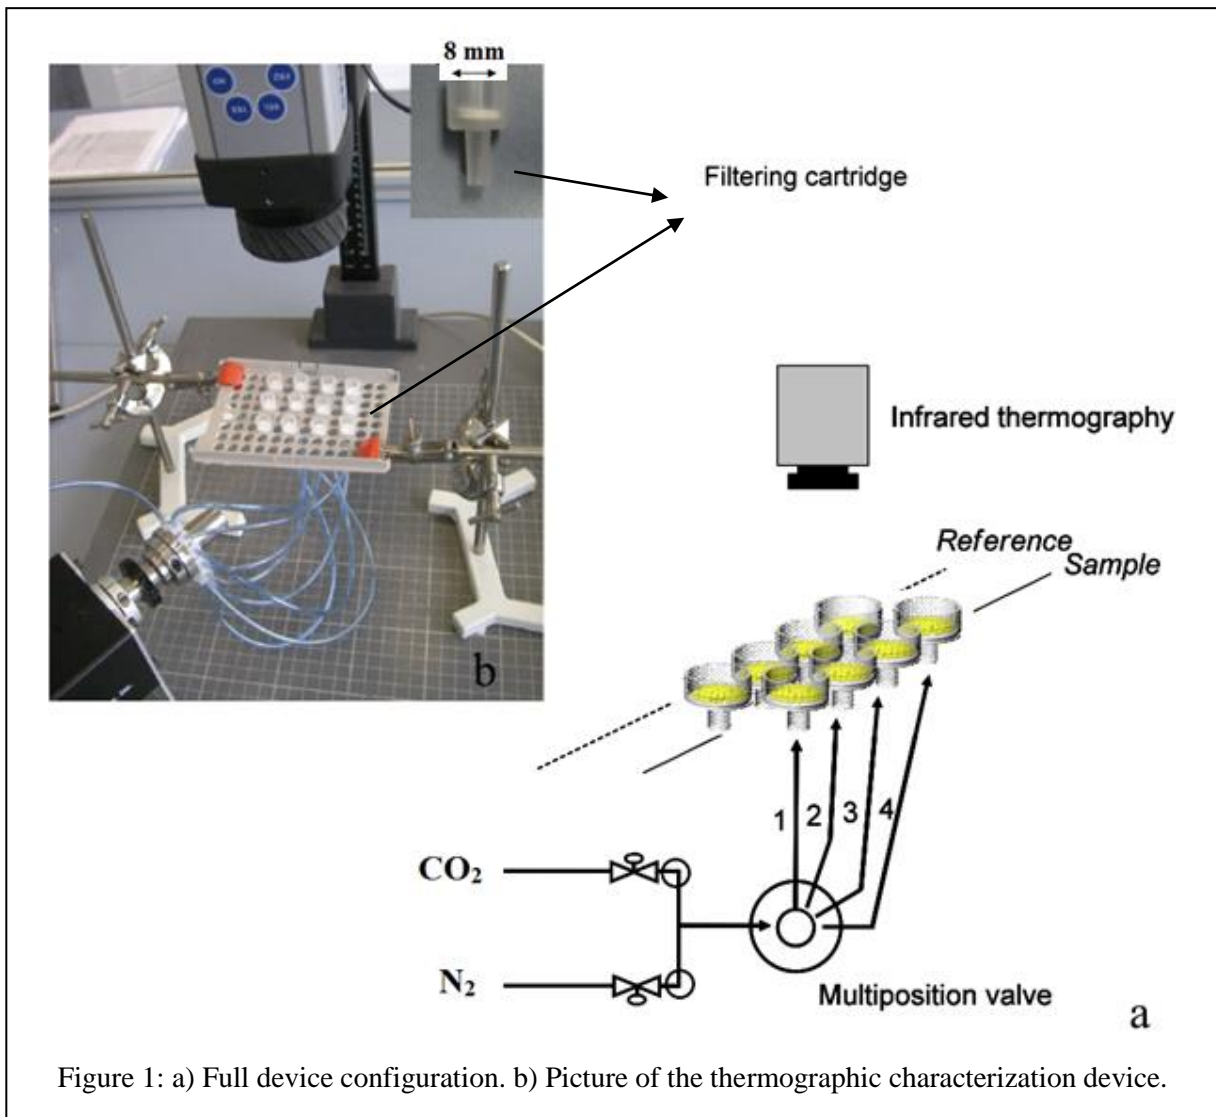 8 mm
Filtering cartridge
Infrared thermography
Reference
Sample
1 2 3 4
CO₂
N₂
Multiposition valve
b
a
Figure 1: a) Full device configuration. b) Picture of the thermographic characterization device.